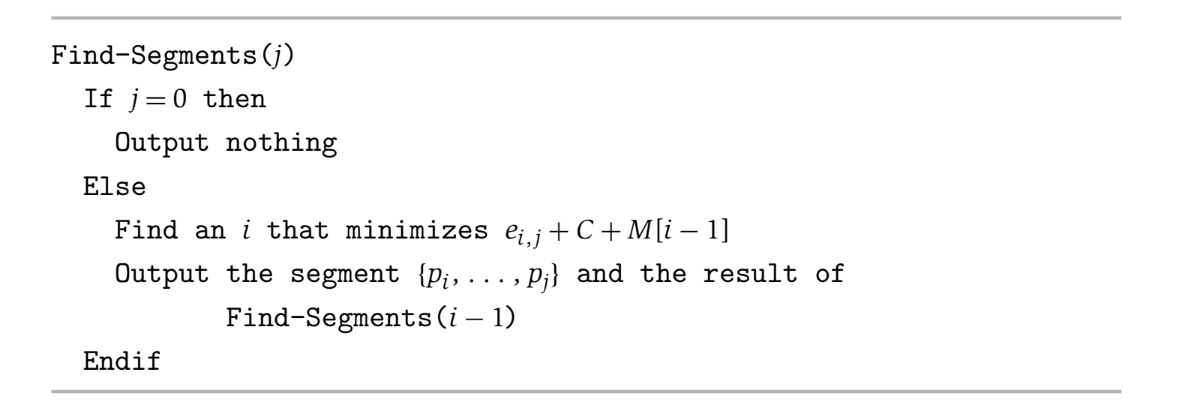 Find-Segments(j)
If j = 0 then
Output nothing
Else
Find an i that minimizes e_{i,j} + C + M[i − 1]
Output the segment {p_i, . . . , p_j} and the result of
Find-Segments(i − 1)
Endif